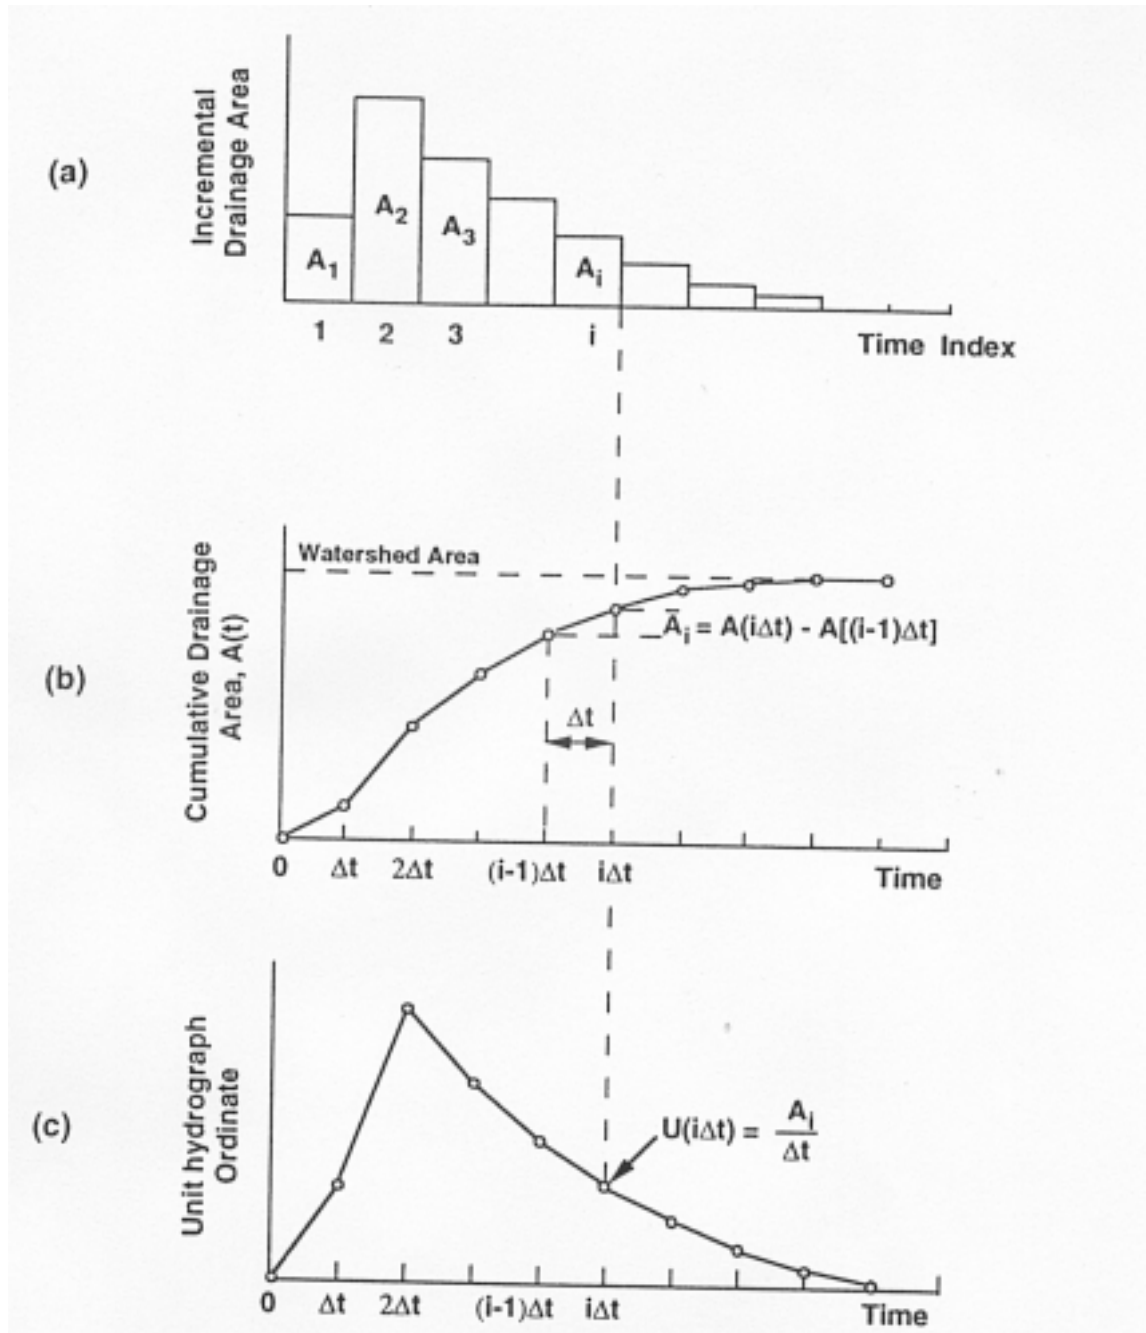 (a)
Incremental
Drainage Area
A₁
A₂
A₃
Aᵢ
1 2 3 i
Time Index
(b)
Cumulative Drainage
Area, A(t)
Watershed Area
Āᵢ = A(iΔt) - A[(i-1)Δt]
Δt
0 Δt 2Δt (i-1)Δt iΔt Time
(c)
Unit hydrograph
Ordinate
U(iΔt) = Aᵢ / Δt
0 Δt 2Δt (i-1)Δt iΔt Time